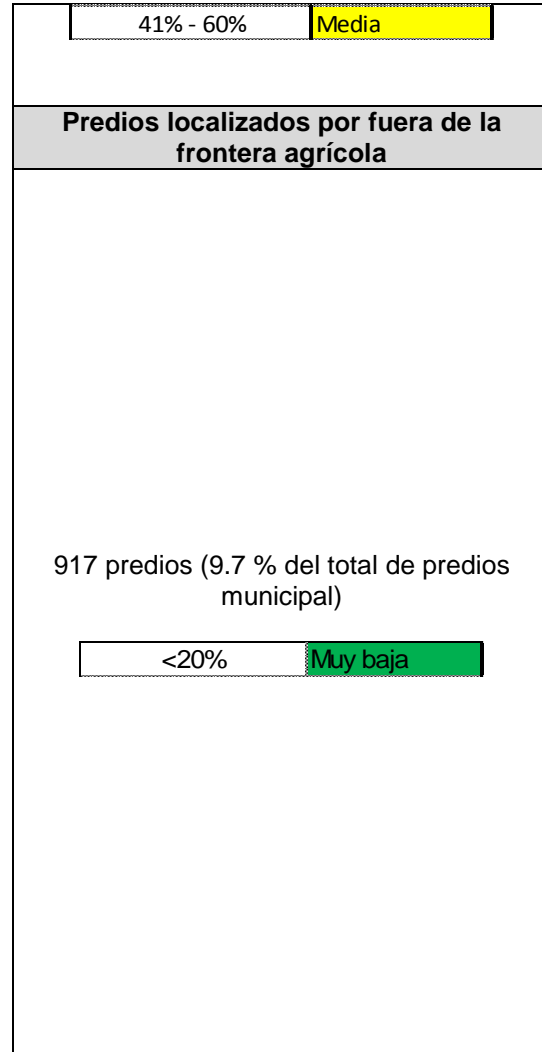 41% - 60% Media
Predios localizados por fuera de la
frontera agrícola
917 predios (9.7 % del total de predios
municipal)
<20% Muy baja